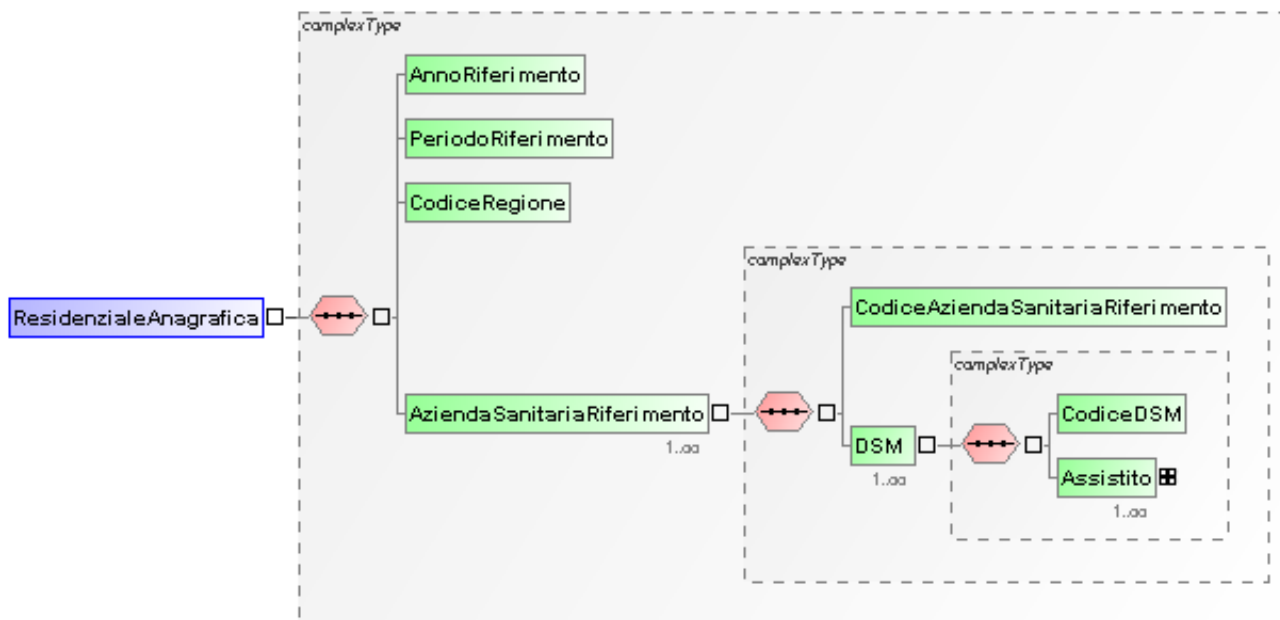 complexType
AnnoRiferimento
PeriodoRiferimento
CodiceRegione
complexType
CodiceAziendaSanitariaRiferimento
ResidenzialeAnagrafica
complexType
AziendaSanitariaRiferimento
1..∞
CodiceDSM
DSM
1..∞
Assistito
1..∞